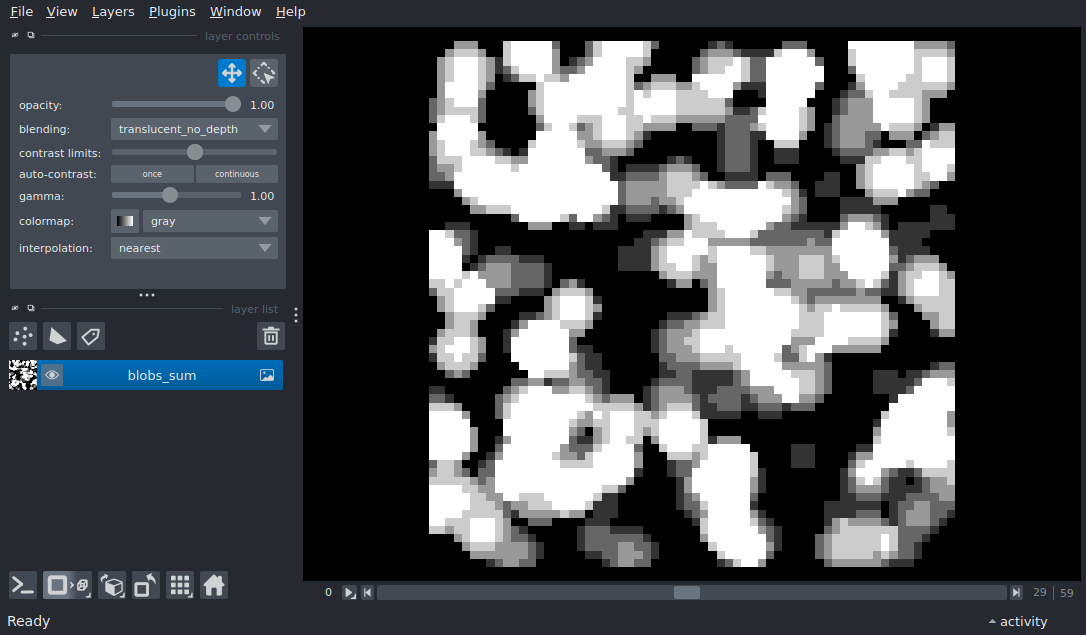 File View Layers Plugins Window Help
layer controls
opacity: 1.00
blending: translucent_no_depth
contrast limits:
auto-contrast: once continuous
gamma: 1.00
colormap: gray
interpolation: nearest
layer list
blobs_sum
0 29 | 59
Ready activity